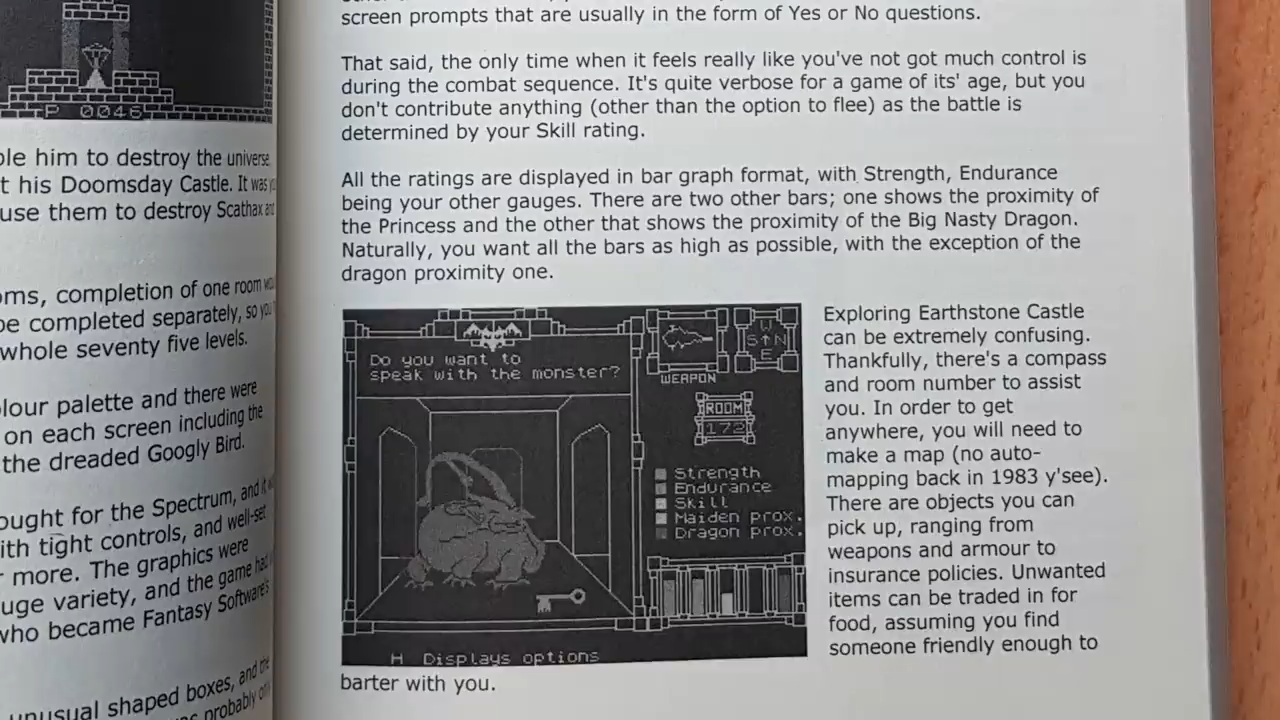 P 0046
ole him to destroy the universe.
t his Doomsday Castle. It was
use them to destroy Scathax and
oms, completion of one room
be completed separately, so you
whole seventy five levels.
olour palette and there were
on each screen including the
the dreaded Googly Bird.
ought for the Spectrum, and it
ith tight controls, and well-set
r more. The graphics were
uge variety, and the game had
who became Fantasy Software's
unusual shaped boxes, and the
was probably only
screen prompts that are usually in the form of Yes or No questions.
That said, the only time when it feels really like you've not got much control is
during the combat sequence. It's quite verbose for a game of its' age, but you
don't contribute anything (other than the option to flee) as the battle is
determined by your Skill rating.
All the ratings are displayed in bar graph format, with Strength, Endurance
being your other gauges. There are two other bars; one shows the proximity of
the Princess and the other that shows the proximity of the Big Nasty Dragon.
Naturally, you want all the bars as high as possible, with the exception of the
dragon proximity one.
Do you want to
speak with the monster?
WEAPON
W
S↑N
E
ROOM
172
Strength
Endurance
Skill
Maiden prox.
Dragon prox.
H Displays options
Exploring Earthstone Castle
can be extremely confusing.
Thankfully, there's a compass
and room number to assist
you. In order to get
anywhere, you will need to
make a map (no auto-
mapping back in 1983 y'see).
There are objects you can
pick up, ranging from
weapons and armour to
insurance policies. Unwanted
items can be traded in for
food, assuming you find
someone friendly enough to
barter with you.